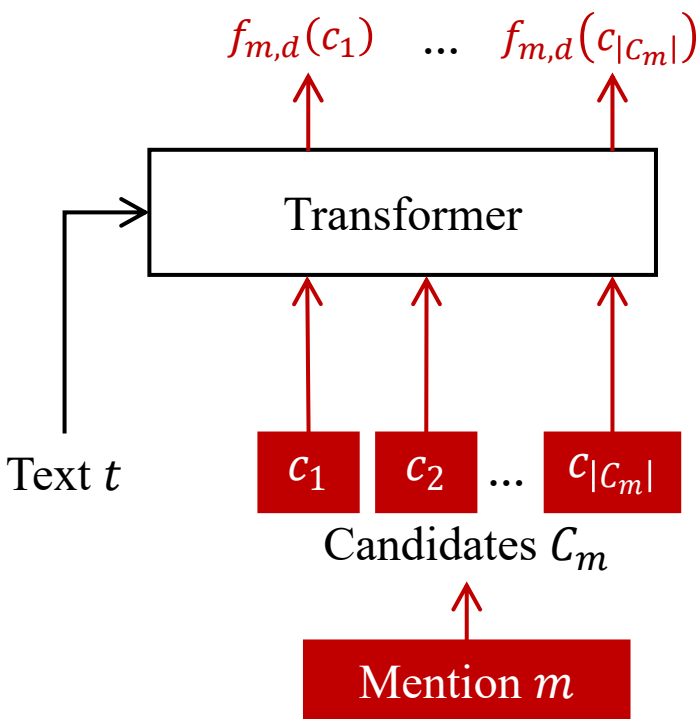 f_{m,d}(c_1) ... f_{m,d}(c_{|C_m|})
Transformer
Text t
c_1 c_2 ... c_{|C_m|}
Candidates C_m
Mention m